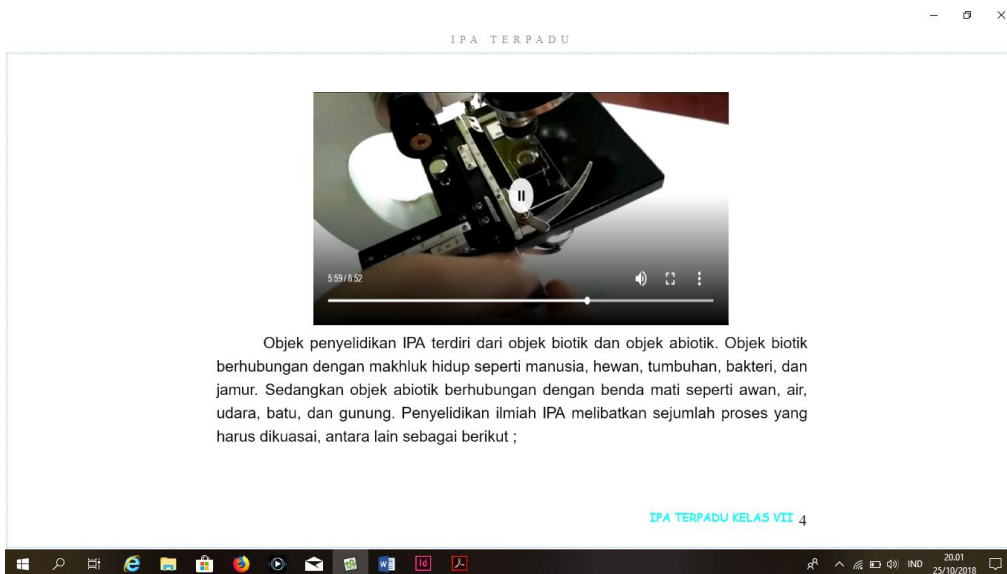 IPA TERPADU
5:59 / 8:52
Objek penyelidikan IPA terdiri dari objek biotik dan objek abiotik. Objek biotik
berhubungan dengan makhluk hidup seperti manusia, hewan, tumbuhan, bakteri, dan
jamur. Sedangkan objek abiotik berhubungan dengan benda mati seperti awan, air,
udara, batu, dan gunung. Penyelidikan ilmiah IPA melibatkan sejumlah proses yang
harus dikuasai, antara lain sebagai berikut ;
IPA TERPADU KELAS VII 4
IND
20.01
25/10/2018